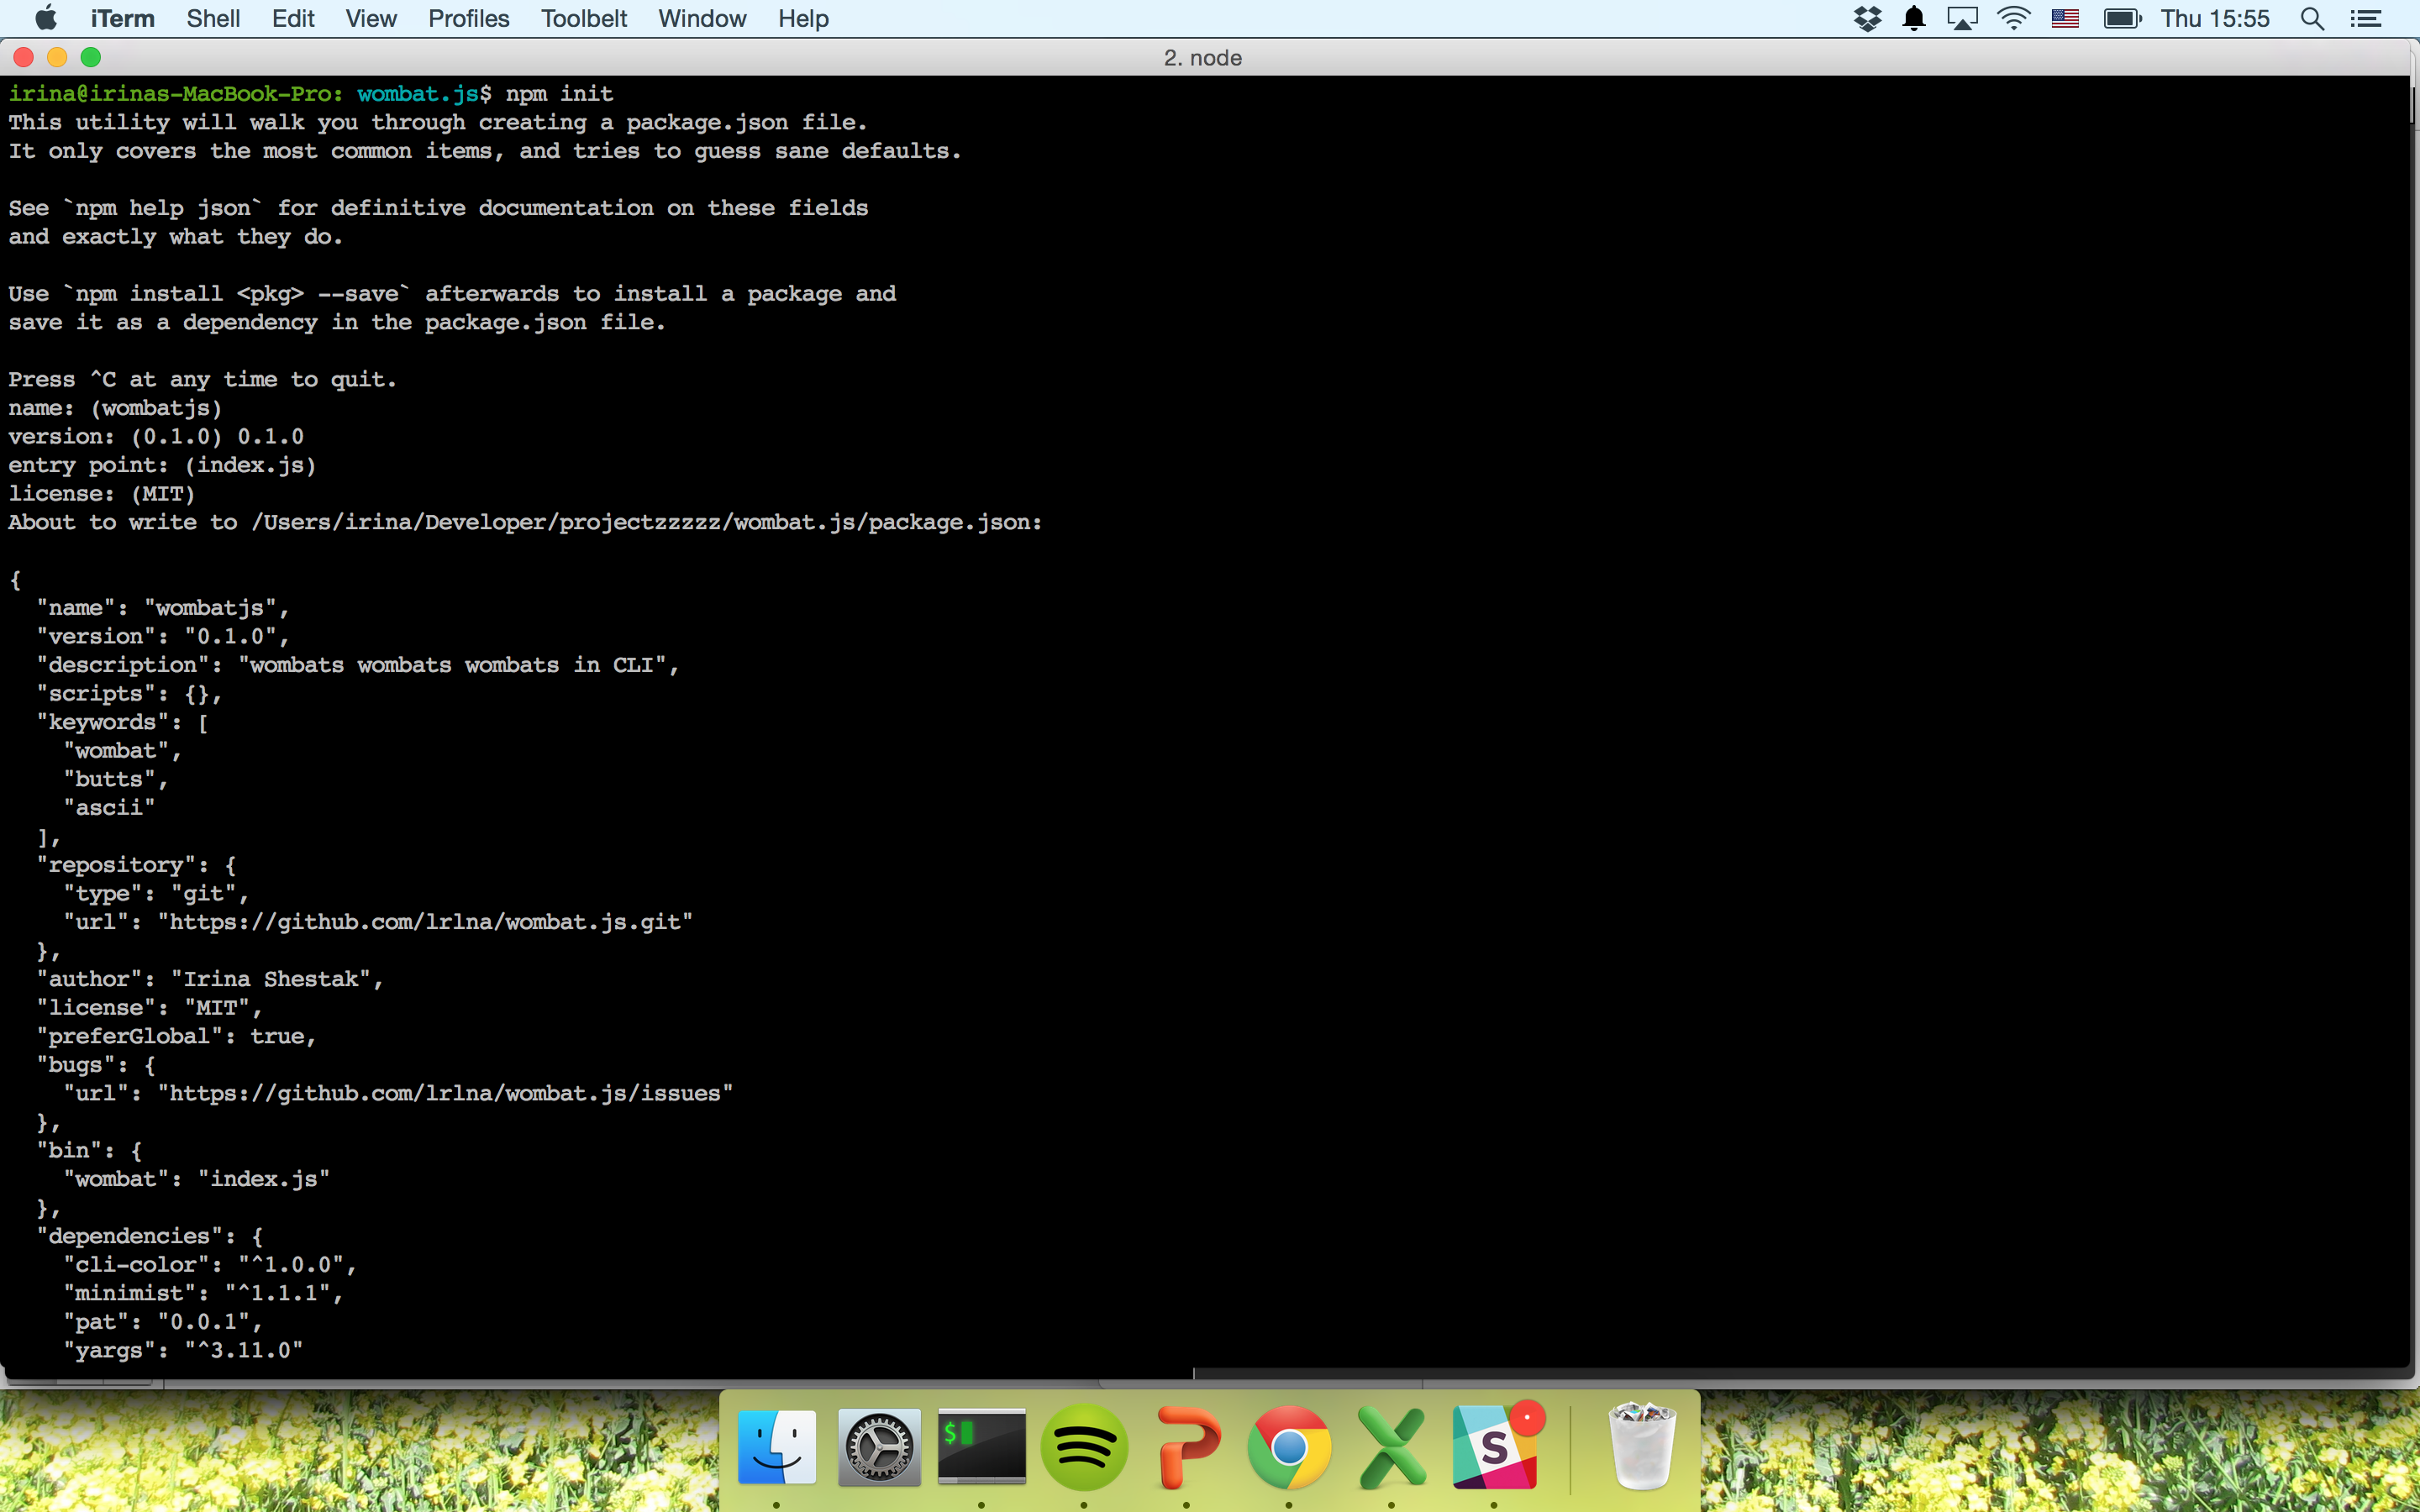 iTerm Shell Edit View Profiles Toolbelt Window Help Thu 15:55
2. node
irina@irinas-MacBook-Pro: wombat.js$ npm init
This utility will walk you through creating a package.json file.
It only covers the most common items, and tries to guess sane defaults.
See `npm help json` for definitive documentation on these fields
and exactly what they do.
Use `npm install <pkg> --save` afterwards to install a package and
save it as a dependency in the package.json file.
Press ^C at any time to quit.
name: (wombatjs)
version: (0.1.0) 0.1.0
entry point: (index.js)
license: (MIT)
About to write to /Users/irina/Developer/projectzzzzz/wombat.js/package.json:
{
  "name": "wombatjs",
  "version": "0.1.0",
  "description": "wombats wombats wombats in CLI",
  "scripts": {},
  "keywords": [
    "wombat",
    "butts",
    "ascii"
  ],
  "repository": {
    "type": "git",
    "url": "https://github.com/lrlna/wombat.js.git"
  },
  "author": "Irina Shestak",
  "license": "MIT",
  "preferGlobal": true,
  "bugs": {
    "url": "https://github.com/lrlna/wombat.js/issues"
  },
  "bin": {
    "wombat": "index.js"
  },
  "dependencies": {
    "cli-color": "^1.0.0",
    "minimist": "^1.1.1",
    "pat": "0.0.1",
    "yargs": "^3.11.0"
$
S